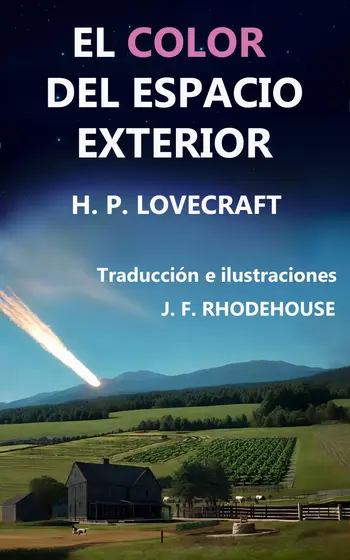 EL COLOR
DEL ESPACIO
EXTERIOR
H. P. LOVECRAFT
Traducción e ilustraciones
J. F. RHODEHOUSE